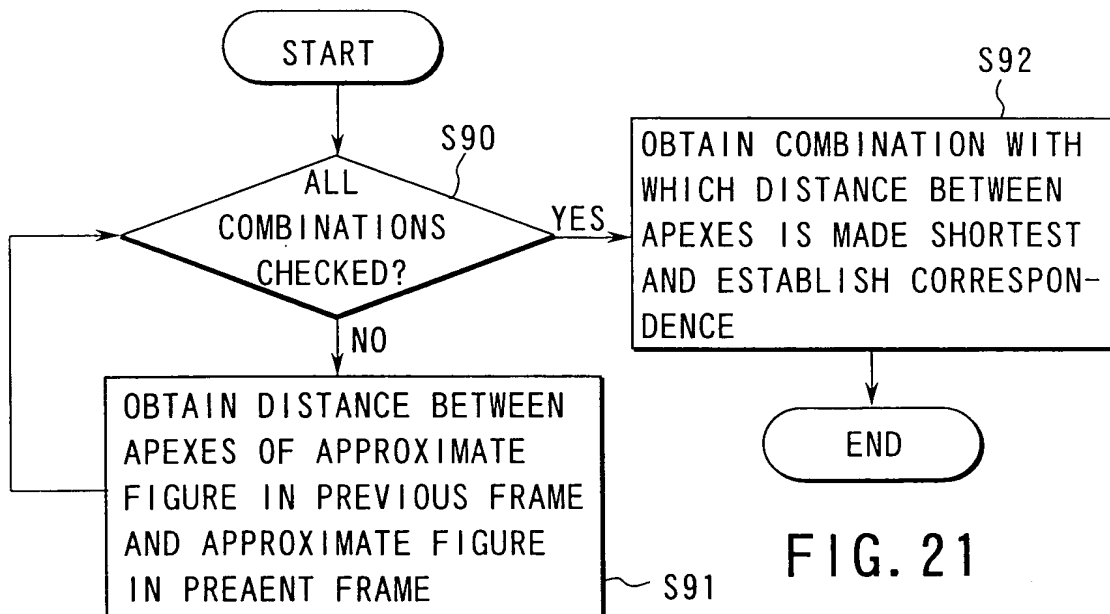 START
S90
ALL
COMBINATIONS
CHECKED?
YES
NO
S92
OBTAIN COMBINATION WITH
WHICH DISTANCE BETWEEN
APEXES IS MADE SHORTEST
AND ESTABLISH CORRESPON-
DENCE
OBTAIN DISTANCE BETWEEN
APEXES OF APPROXIMATE
FIGURE IN PREVIOUS FRAME
AND APPROXIMATE FIGURE
IN PREAENT FRAME
S91
END
FIG. 21